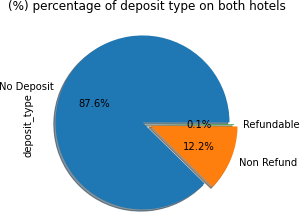 (%) percentage of deposit type on both hotels
No Deposit
87.6%
deposit_type
0.1%
Refundable
12.2%
Non Refund